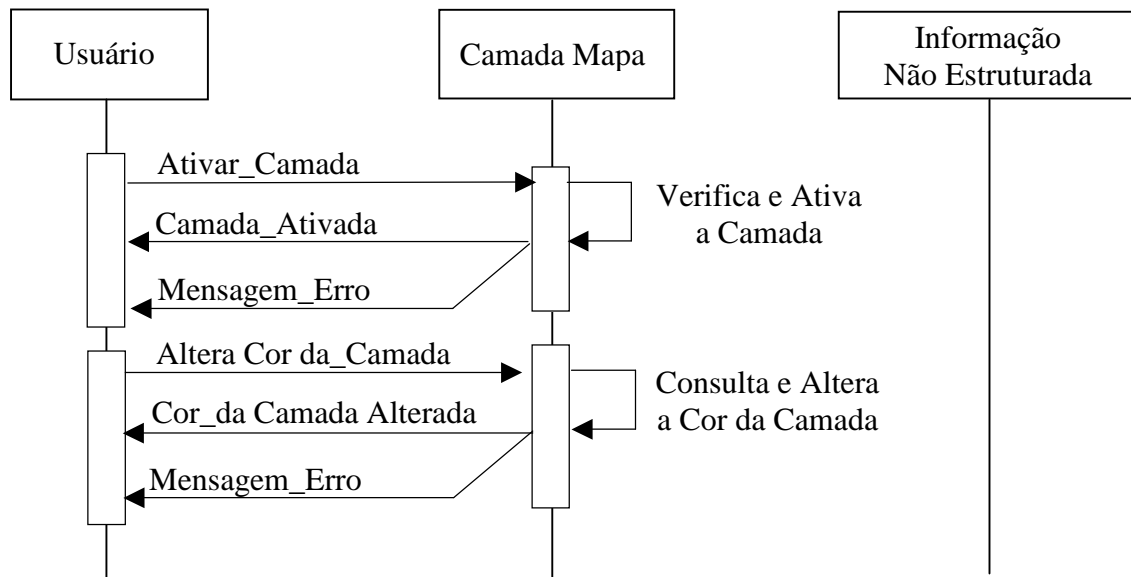 Usuário
Camada Mapa
Informação
Não Estruturada
Ativar_Camada
Verifica e Ativa
a Camada
Camada_Ativada
Mensagem_Erro
Altera Cor da_Camada
Consulta e Altera
a Cor da Camada
Cor_da Camada Alterada
Mensagem_Erro